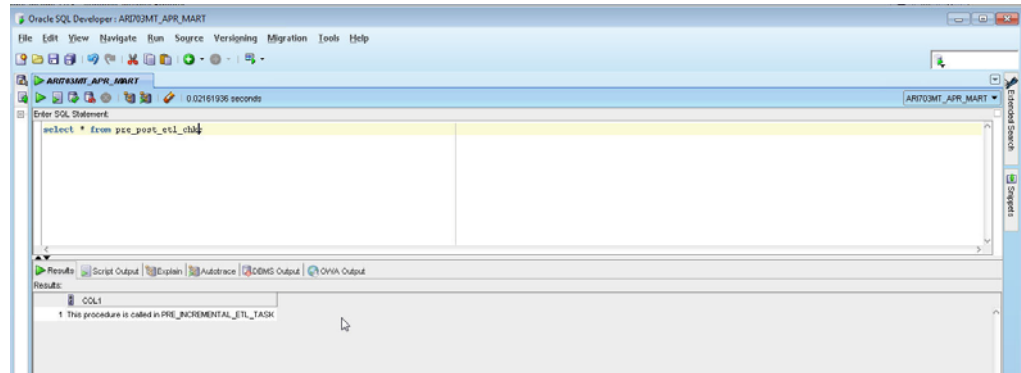 Oracle SQL Developer : ARI703MT_APR_MART
File Edit View Navigate Run Source Versioning Migration Tools Help
ARI703MT_APR_MART
0.02161936 seconds
ARI703MT_APR_MART
Enter SQL Statement:
select * from pre_post_etl_chk
Results Script Output Explain Autotrace DBMS Output OWA Output
Results:
COL1
1 This procedure is called in PRE_INCREMENTAL_ETL_TASK
Extended Search
Snippets